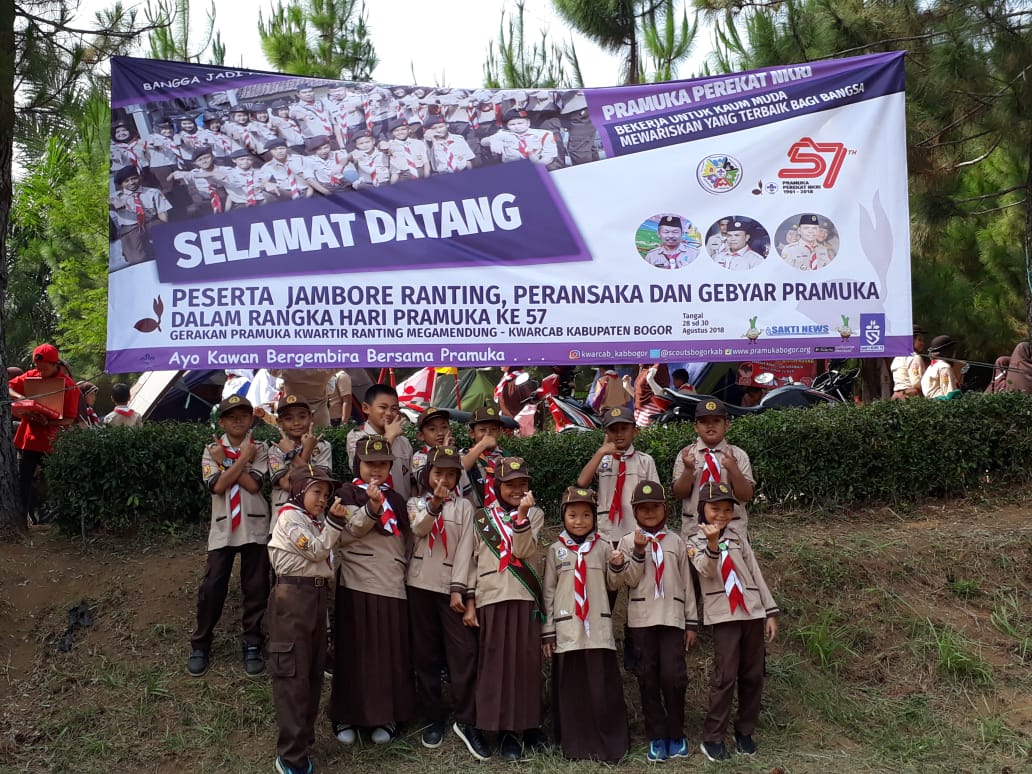 BANGGA JADI
PRAMUKA PEREKAT NKRI
BEKERJA UNTUK KAUM MUDA
MEWARISKAN YANG TERBAIK BAGI BANGSA
57TH
PRAMUKA
PEREKAT NKRI
1961 - 2018
SELAMAT DATANG
PESERTA JAMBORE RANTING, PERANSAKA DAN GEBYAR PRAMUKA
DALAM RANGKA HARI PRAMUKA KE 57
GERAKAN PRAMUKA KWARTIR RANTING MEGAMENDUNG - KWARCAB KABUPATEN BOGOR
Tangal
28 sd 30
Agustus 2018
SAKTI NEWS
Ayo Kawan Bergembira Bersama Pramuka . . .
kwarcab_kabbogor @scoutsbogorkab www.pramukabogor.org